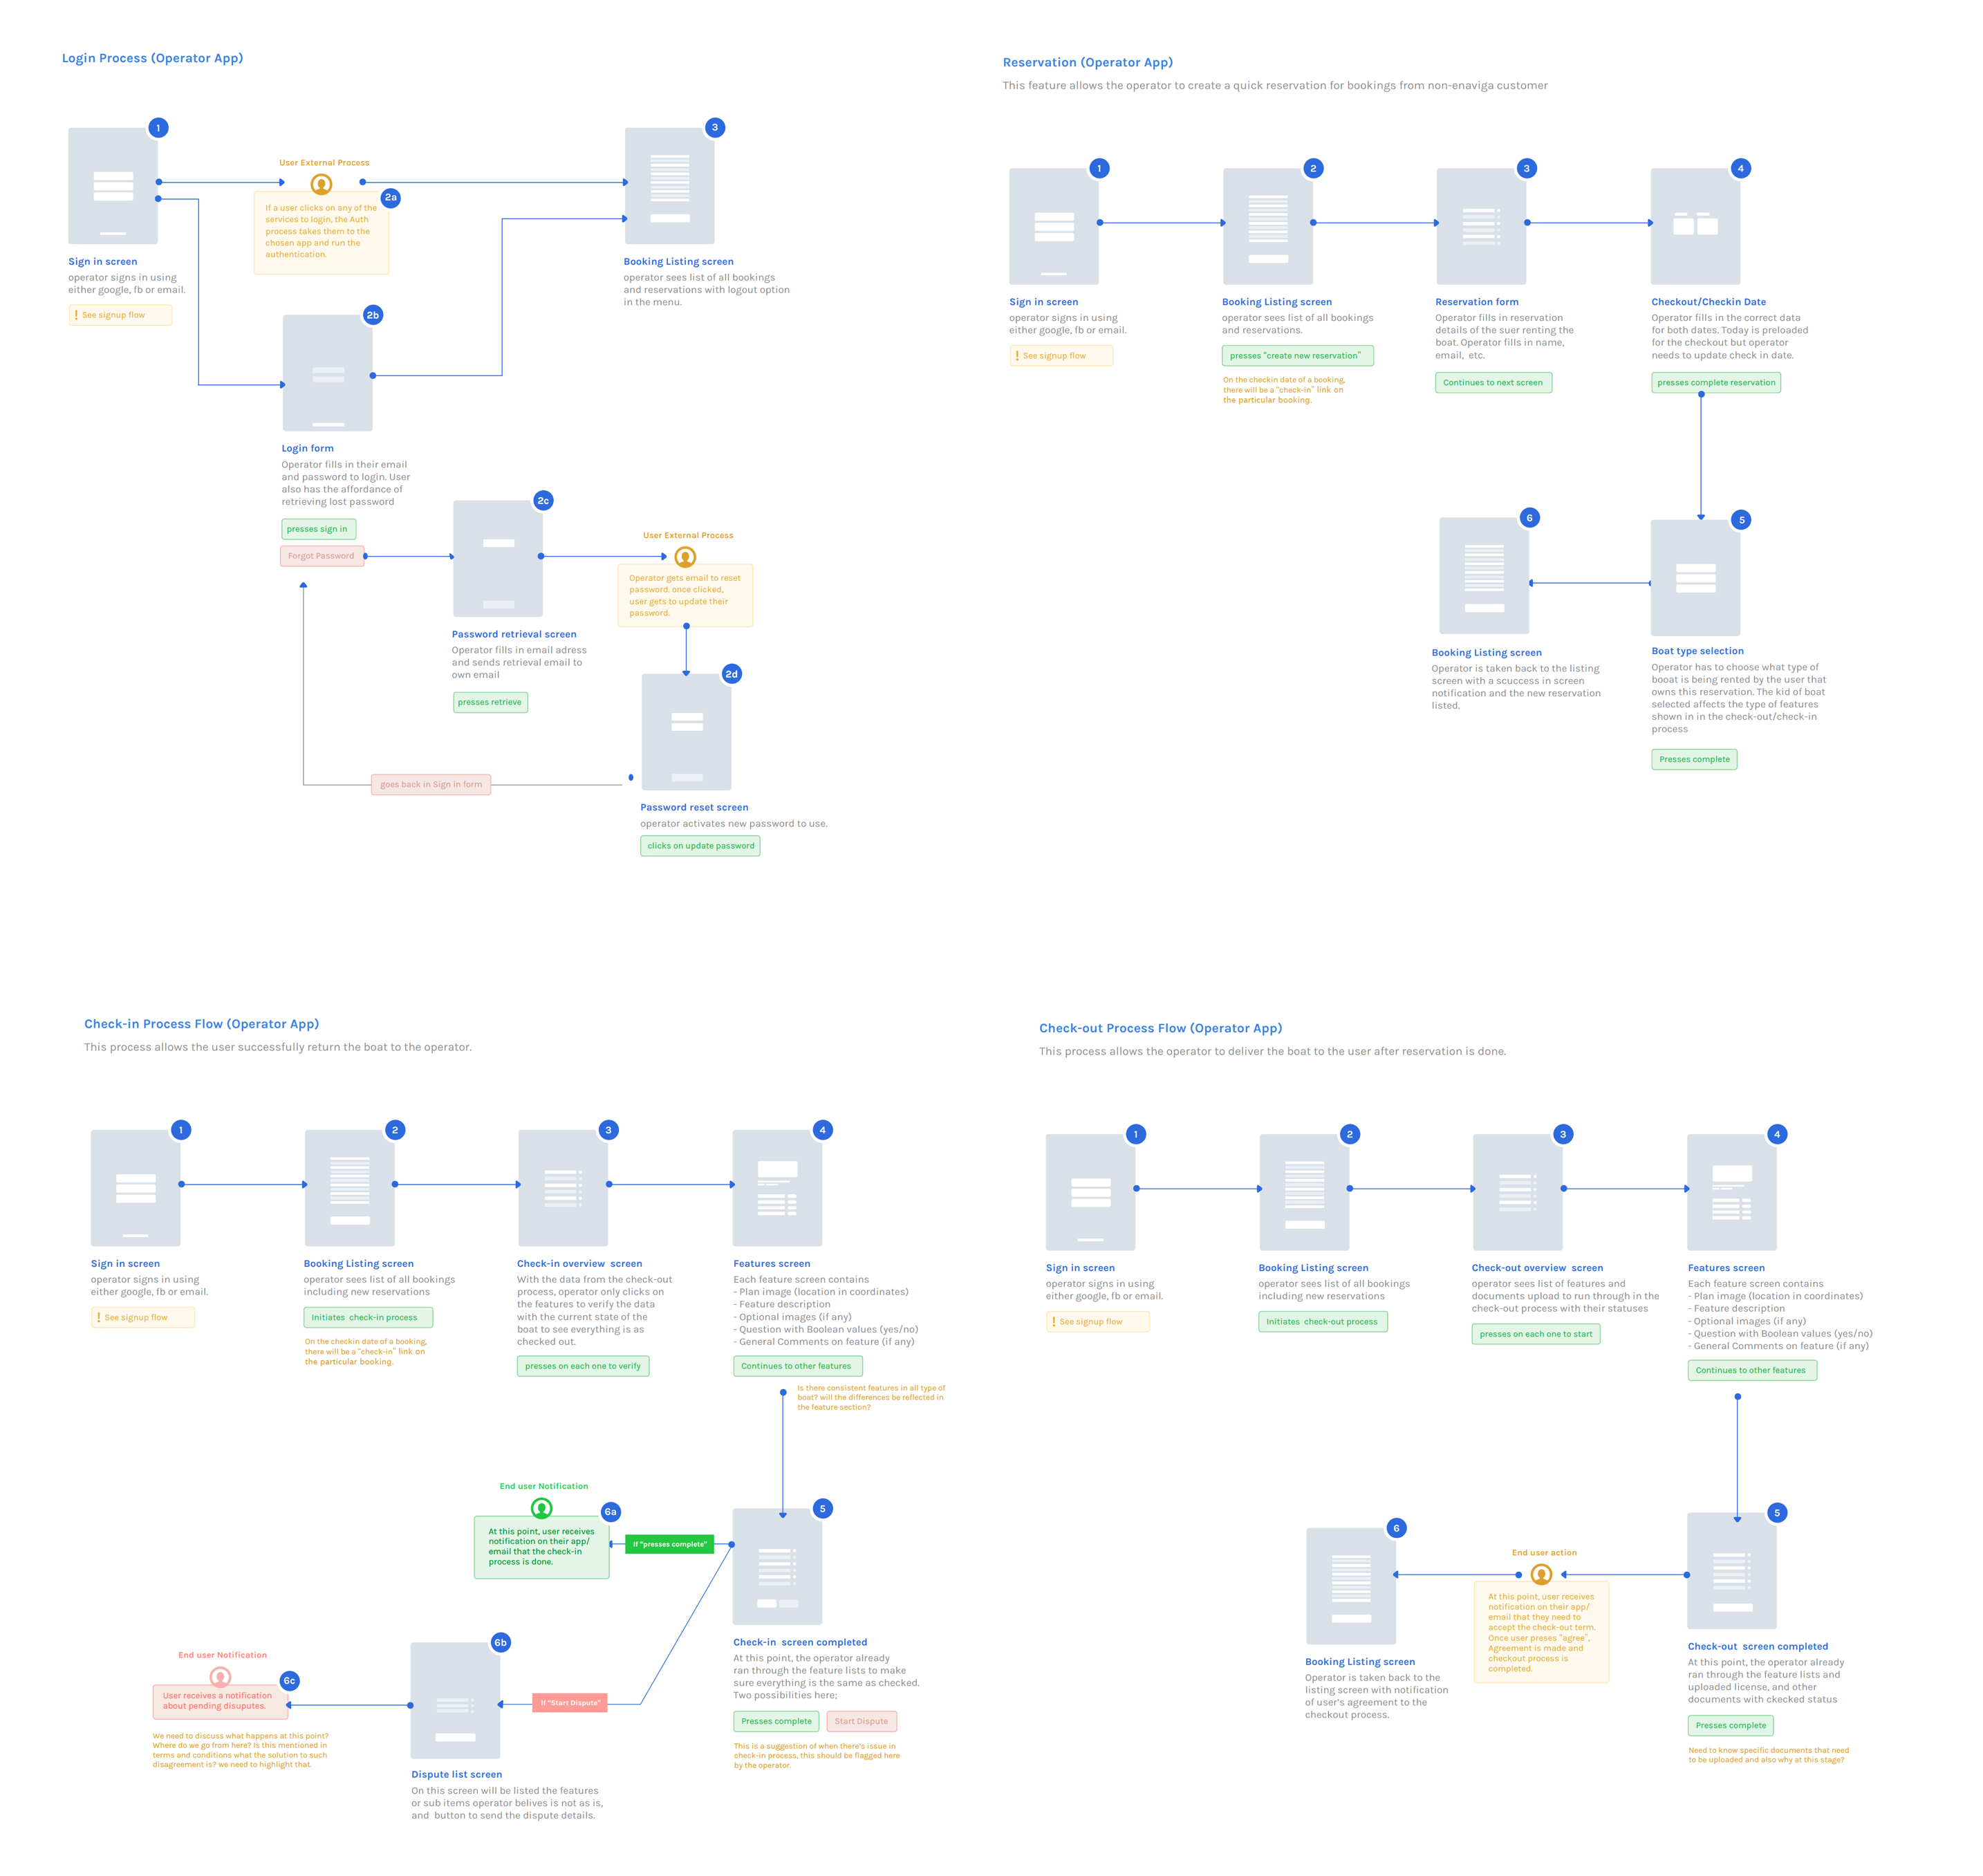 Login Process (Operator App)
1
3
User External Process
2a
If a user clicks on any of the
services to login, the Auth
process takes them to the
chosen app and run the
authentication.
Sign in screen
operator signs in using
either google, fb or email.
! See signup flow
Booking Listing screen
operator sees list of all bookings
and reservations with logout option
in the menu.
2b
Login form
Operator fills in their email
and password to login. User
also has the affordance of
retrieving lost password
presses sign in
Forgot Password
2c
User External Process
Operator gets email to reset
password. once clicked,
user gets to update their
password.
Password retrieval screen
Operator fills in email adress
and sends retrieval email to
own email
presses retrieve
2d
goes back in Sign in form
Password reset screen
operator activates new password to use.
clicks on update password
Reservation (Operator App)
This feature allows the operator to create a quick reservation for bookings from non-enaviga customer
1
2
3
4
Sign in screen
operator signs in using
either google, fb or email.
! See signup flow
Booking Listing screen
operator sees list of all bookings
and reservations.
presses "create new reservation"
On the checkin date of a booking,
there will be a "check-in" link on
the particular booking.
Reservation form
Operator fills in reservation
details of the suer renting the
boat. Operator fills in name,
email, etc.
Continues to next screen
Checkout/Checkin Date
Operator fills in the correct data
for both dates. Today is preloaded
for the checkout but operator
needs to update check in date.
presses complete reservation
6
5
Booking Listing screen
Operator is taken back to the listing
screen with a scuccess in screen
notification and the new reservation
listed.
Boat type selection
Operator has to choose what type of
booat is being rented by the user that
owns this reservation. The kid of boat
selected affects the type of features
shown in in the check-out/check-in
process
Presses complete
Check-in Process Flow (Operator App)
This process allows the user successfully return the boat to the operator.
1
2
3
4
Sign in screen
operator signs in using
either google, fb or email.
! See signup flow
Booking Listing screen
operator sees list of all bookings
including new reservations
Initiates check-in process
On the checkin date of a booking,
there will be a "check-in" link on
the particular booking.
Check-in overview screen
With the data from the check-out
process, operator only clicks on
the features to verify the data
with the current state of the
boat to see everything is as
checked out.
presses on each one to verify
Features screen
Each feature screen contains
- Plan image (location in coordinates)
- Feature description
- Optional images (if any)
- Question with Boolean values (yes/no)
- General Comments on feature (if any)
Continues to other features
Is there consistent features in all type of
boat? will the differences be reflected in
the feature section?
End user Notification
6a
At this point, user receives
notification on their app/
email that the check-in
process is done.
If "presses complete"
5
Check-in screen completed
At this point, the operator already
ran through the feature lists to make
sure everything is the same as checked.
Two possibilities here;
Presses complete
Start Dispute
This is a suggestion of when there's issue in
check-in process, this should be flagged here
by the operator.
6b
If "Start Dispute"
End user Notification
6c
User receives a notification
about pending disuputes.
We need to discuss what happens at this point?
Where do we go from here? Is this mentioned in
terms and conditions what the solution to such
disagreement is? we need to highlight that.
Dispute list screen
On this screen will be listed the features
or sub items operator belives is not as is,
and button to send the dispute details.
Check-out Process Flow (Operator App)
This process allows the operator to deliver the boat to the user after reservation is done.
1
2
3
4
Sign in screen
operator signs in using
either google, fb or email.
! See signup flow
Booking Listing screen
operator sees list of all bookings
including new reservations
Initiates check-out process
Check-out overview screen
operator sees list of features and
documents upload to run through in the
check-out process with their statuses
presses on each one to start
Features screen
Each feature screen contains
- Plan image (location in coordinates)
- Feature description
- Optional images (if any)
- Question with Boolean values (yes/no)
- General Comments on feature (if any)
Continues to other features
6
End user action
At this point, user receives
notification on their app/
email that they need to
accept the check-out term.
Once user preses "agree",
Agreement is made and
checkout process is
completed.
5
Booking Listing screen
Operator is taken back to the
listing screen with notification
of user's agreement to the
checkout process.
Check-out screen completed
At this point, the operator already
ran through the feature lists and
uploaded license, and other
documents with ckecked status
Presses complete
Need to know specific documents that need
to be uploaded and also why at this stage?